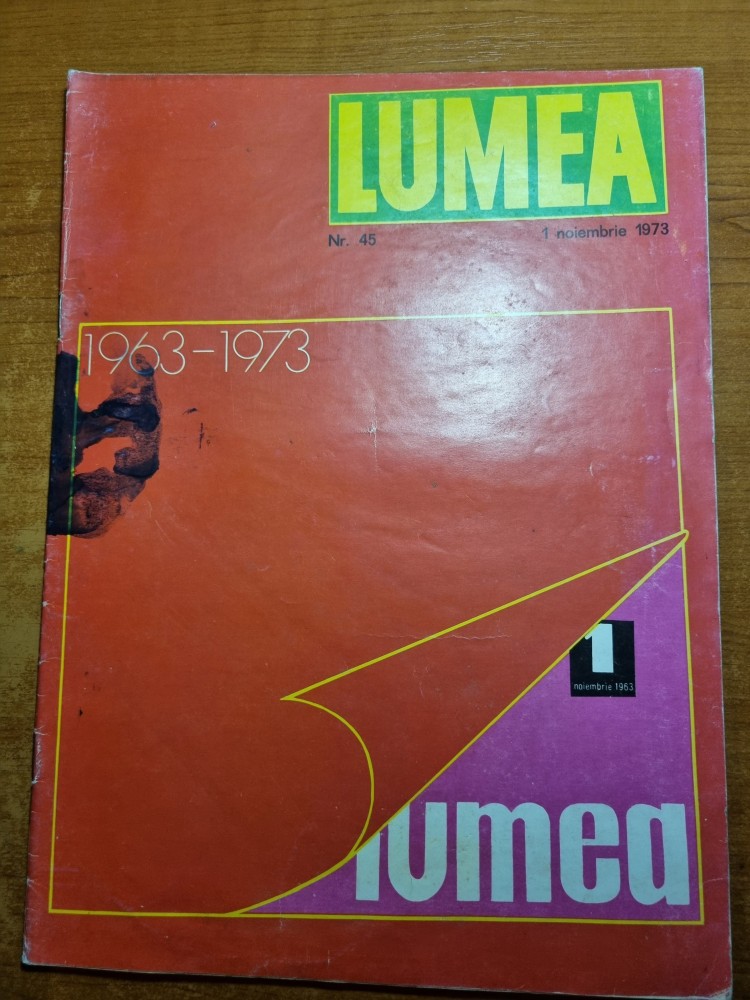 LUMEA
Nr. 45 1 noiembrie 1973
1963-1973
1
noiembrie 1963
lumea